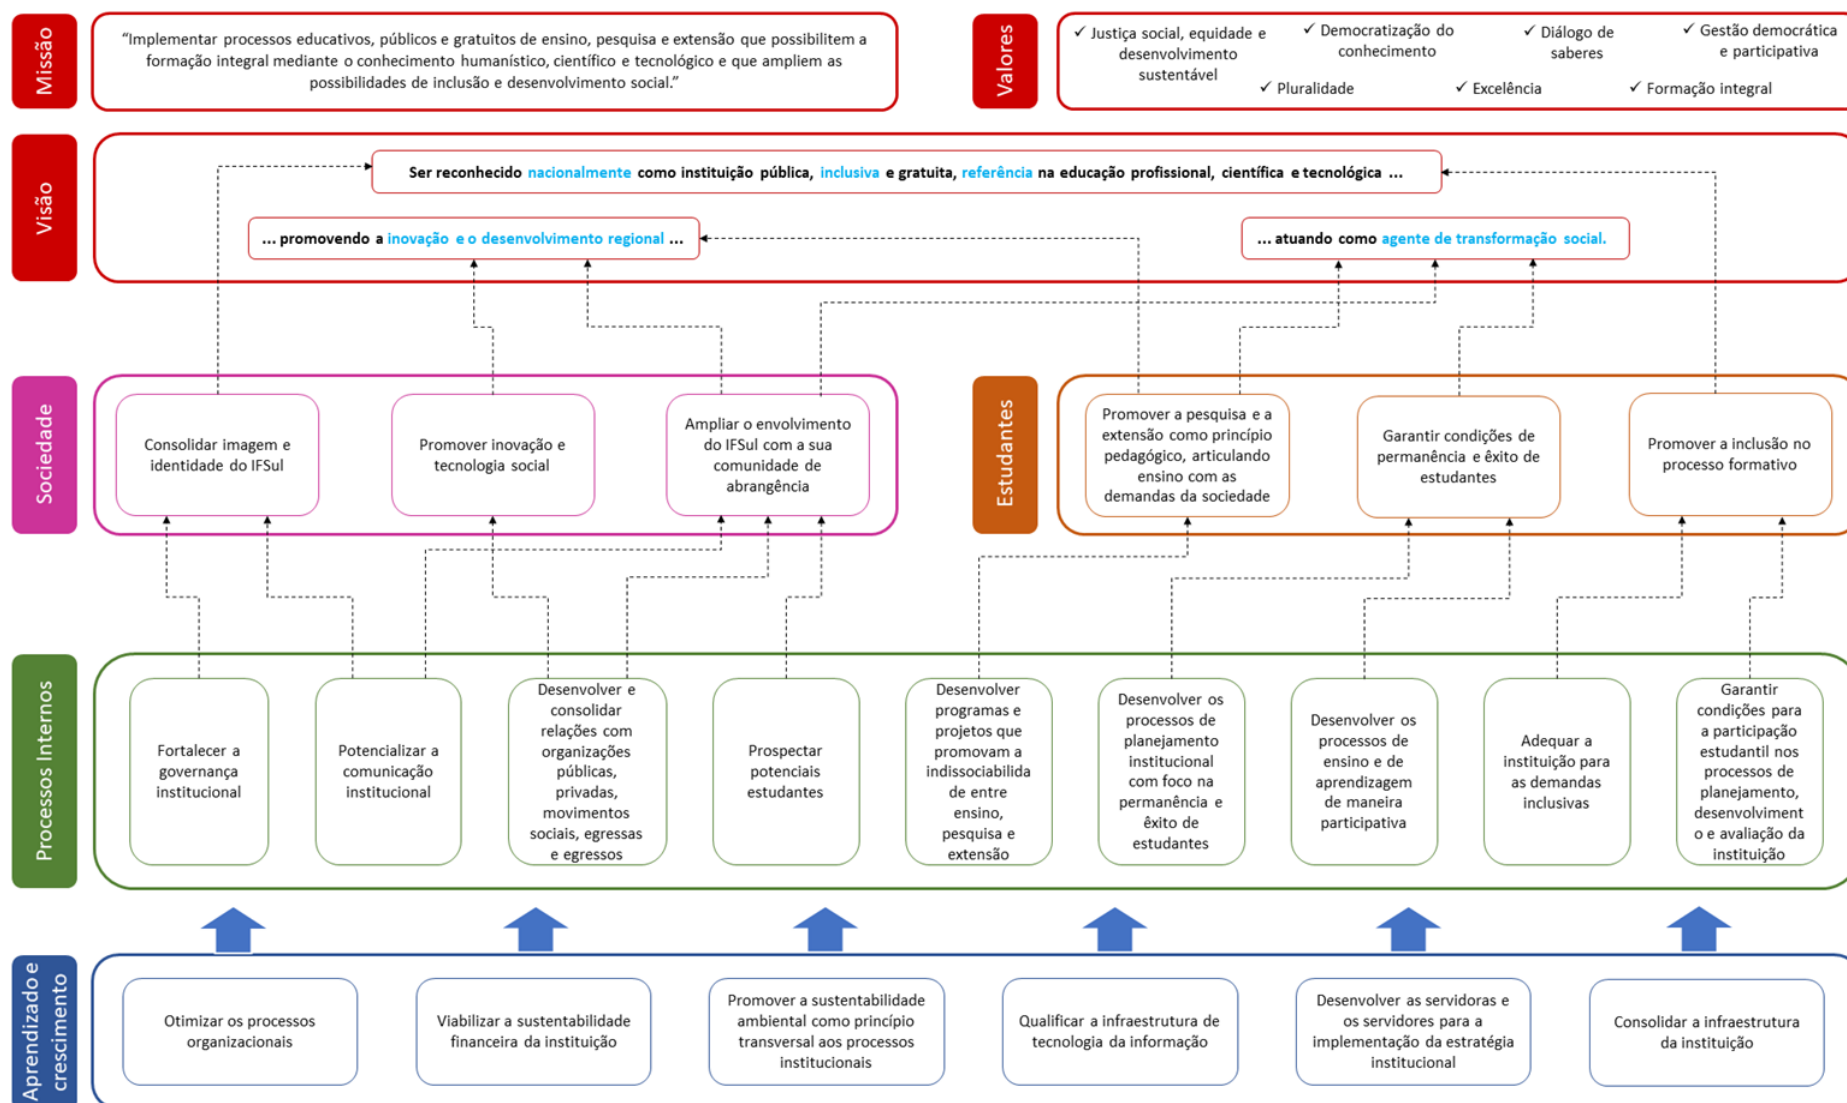 Missão
“Implementar processos educativos, públicos e gratuitos de ensino, pesquisa e extensão que possibilitem a
formação integral mediante o conhecimento humanístico, científico e tecnológico e que ampliem as
possibilidades de inclusão e desenvolvimento social.”
Valores
✓ Justiça social, equidade e
desenvolvimento
sustentável
✓ Democratização do
conhecimento
✓ Diálogo de
saberes
✓ Gestão democrática
e participativa
✓ Pluralidade
✓ Excelência
✓ Formação integral
Visão
Ser reconhecido nacionalmente como instituição pública, inclusiva e gratuita, referência na educação profissional, científica e tecnológica ...
... promovendo a inovação e o desenvolvimento regional ...
... atuando como agente de transformação social.
Sociedade
Consolidar imagem e
identidade do IFSul
Promover inovação e
tecnologia social
Ampliar o envolvimento
do IFSul com a sua
comunidade de
abrangência
Estudantes
Promover a pesquisa e a
extensão como princípio
pedagógico, articulando
ensino com as
demandas da sociedade
Garantir condições de
permanência e êxito de
estudantes
Promover a inclusão no
processo formativo
Processos Internos
Fortalecer a
governança
institucional
Potencializar a
comunicação
institucional
Desenvolver e
consolidar
relações com
organizações
públicas,
privadas,
movimentos
sociais, egressas
e egressos
Prospectar
potenciais
estudantes
Desenvolver
programas e
projetos que
promovam a
indissociabilida
de entre
ensino,
pesquisa e
extensão
Desenvolver os
processos de
planejamento
institucional
com foco na
permanência e
êxito de
estudantes
Desenvolver os
processos de
ensino e de
aprendizagem
de maneira
participativa
Adequar a
instituição para
as demandas
inclusivas
Garantir
condições para
a participação
estudantil nos
processos de
planejamento,
desenvolviment
o e avaliação da
instituição
Aprendizado e
crescimento
Otimizar os processos
organizacionais
Viabilizar a sustentabilidade
financeira da instituição
Promover a sustentabilidade
ambiental como princípio
transversal aos processos
institucionais
Qualificar a infraestrutura de
tecnologia da informação
Desenvolver as servidoras e
os servidores para a
implementação da estratégia
institucional
Consolidar a infraestrutura
da instituição